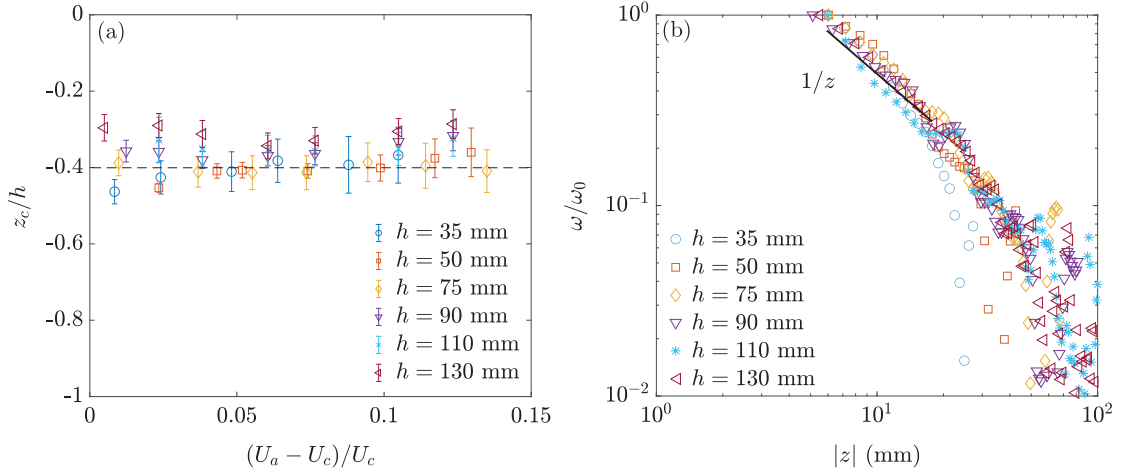 (a)
0
-0.2
-0.4
-0.6
-0.8
-1
z_c/h
0
0.05
0.1
0.15
(U_a − U_c)/U_c
h = 35 mm
h = 50 mm
h = 75 mm
h = 90 mm
h = 110 mm
h = 130 mm
(b)
10^0
10^-1
10^-2
ω/ω_0
1/z
h = 35 mm
h = 50 mm
h = 75 mm
h = 90 mm
h = 110 mm
h = 130 mm
10^0
10^1
10^2
|z| (mm)